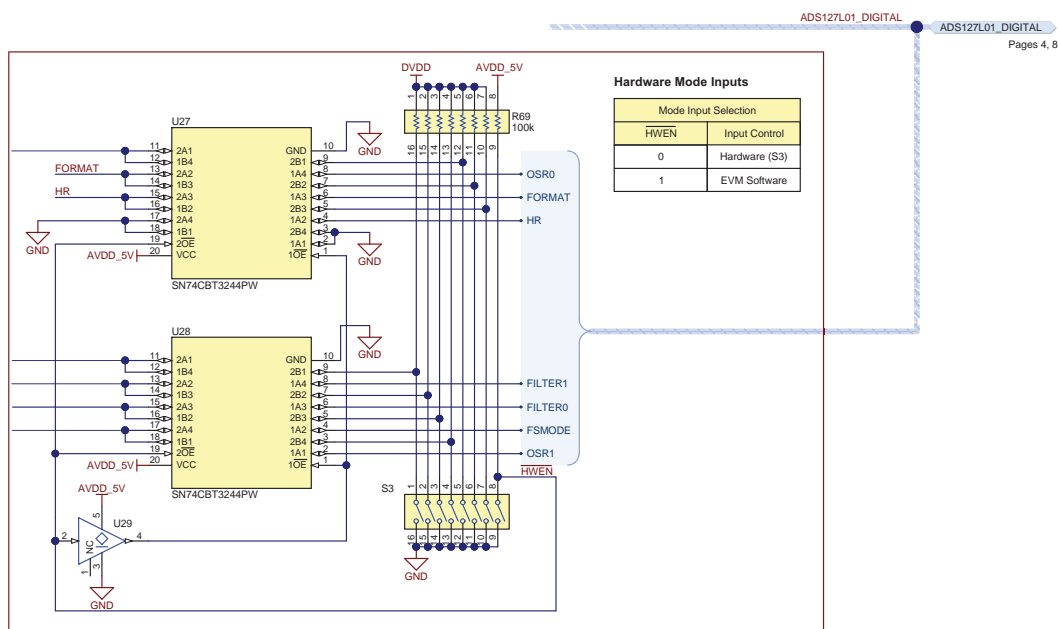 ADS127L01_DIGITAL
ADS127L01_DIGITAL
Pages 4, 8
DVDD
AVDD_5V
Hardware Mode Inputs
Mode Input Selection
HWEN Input Control
0 Hardware (S3)
1 EVM Software
1 2 3 4 5 6 7 8
R69
100k
16 15 14 13 12 11 10 9
U27
11 2A1 GND 10
GND
12 1B4 2B1 9
FORMAT 13 2A2 1A4 8 OSR0
14 1B3 2B2 7
HR 15 2A3 1A3 6 FORMAT
16 1B2 2B3 5
17 2A4 1A2 4 HR
GND
18 1B1 2B4 3
19 2OE 1A1 2
GND
AVDD_5V 20 VCC 1OE 1
SN74CBT3244PW
U28
11 2A1 GND 10
GND
12 1B4 2B1 9
13 2A2 1A4 8 FILTER1
14 1B3 2B2 7
15 2A3 1A3 6 FILTER0
16 1B2 2B3 5
17 2A4 1A2 4 FSMODE
18 1B1 2B4 3
19 2OE 1A1 2 OSR1
AVDD_5V 20 VCC 1OE 1
HWEN
SN74CBT3244PW
AVDD_5V
S3
1 2 3 4 5 6 7 8
16 15 14 13 12 11 10 9
GND
5
U29
2 4
NC
1 3
GND